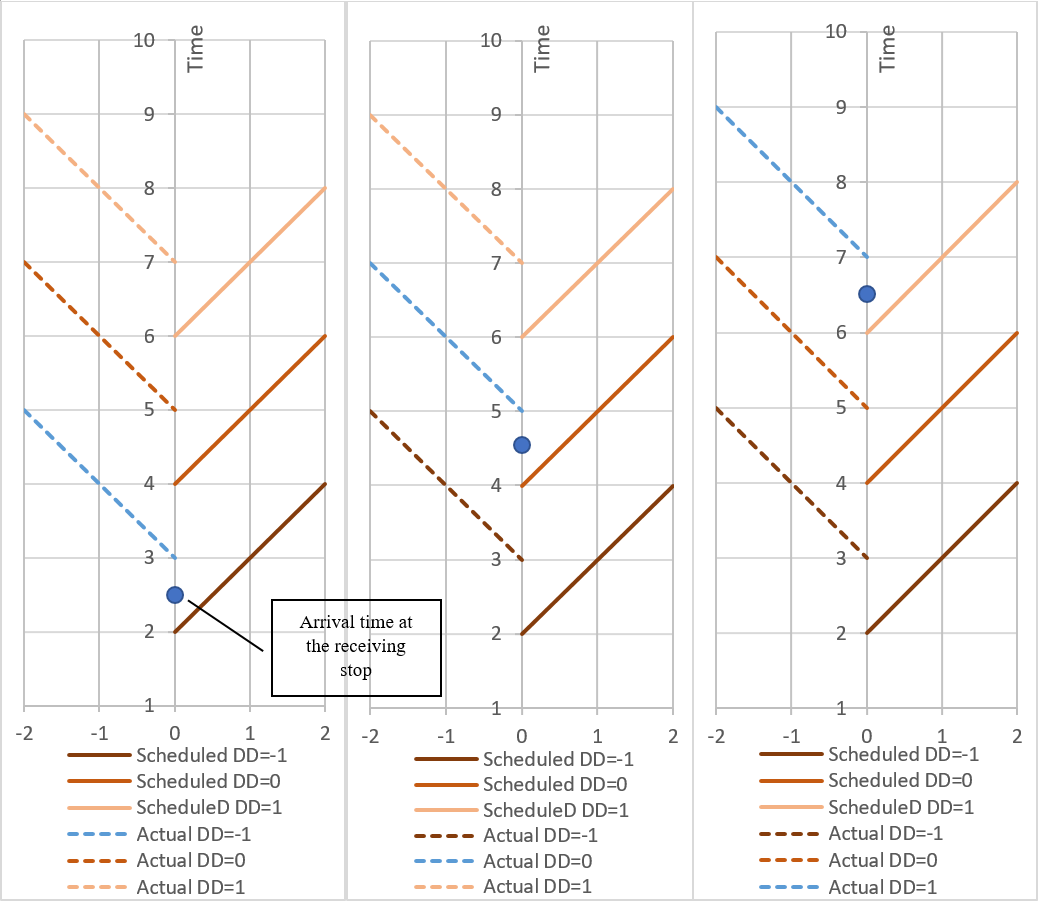 Time
10
9
8
7
6
5
4
3
2
1
Arrival time at
the receiving
stop
-2 -1 0 1 2
Scheduled DD=-1
Scheduled DD=0
ScheduleD DD=1
Actual DD=-1
Actual DD=0
Actual DD=1
Time
10
9
8
7
6
5
4
3
2
1
-2 -1 0 1 2
Scheduled DD=-1
Scheduled DD=0
ScheduleD DD=1
Actual DD=-1
Actual DD=0
Actual DD=1
Time
10
9
8
7
6
5
4
3
2
1
-2 -1 0 1 2
Scheduled DD=-1
Scheduled DD=0
ScheduleD DD=1
Actual DD=-1
Actual DD=0
Actual DD=1